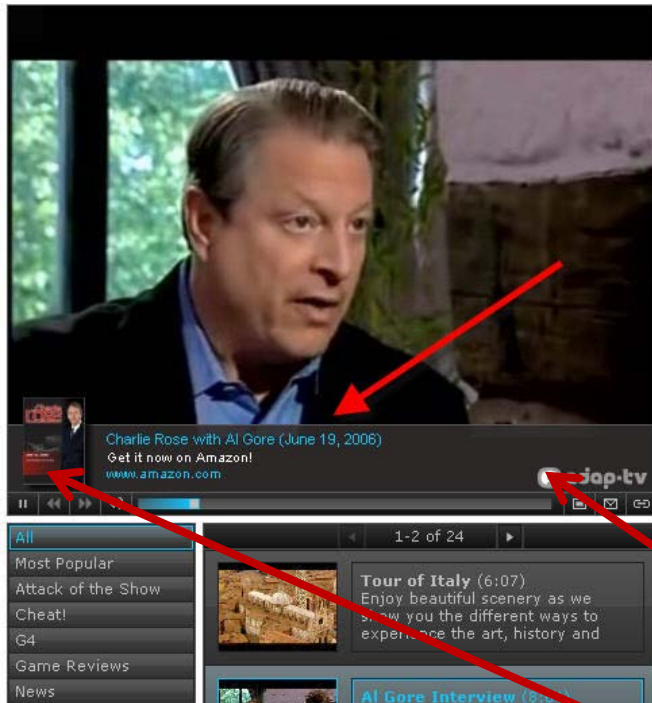 Charlie Rose with Al Gore (June 19, 2006)
Get it now on Amazon!
www.amazon.com
adap·tv
All
1-2 of 24
Most Popular
Attack of the Show
Cheat!
G4
Game Reviews
News
Tour of Italy (6:07)
Enjoy beautiful scenery as we
show you the different ways to
experience the art, history and
Al Gore Interview